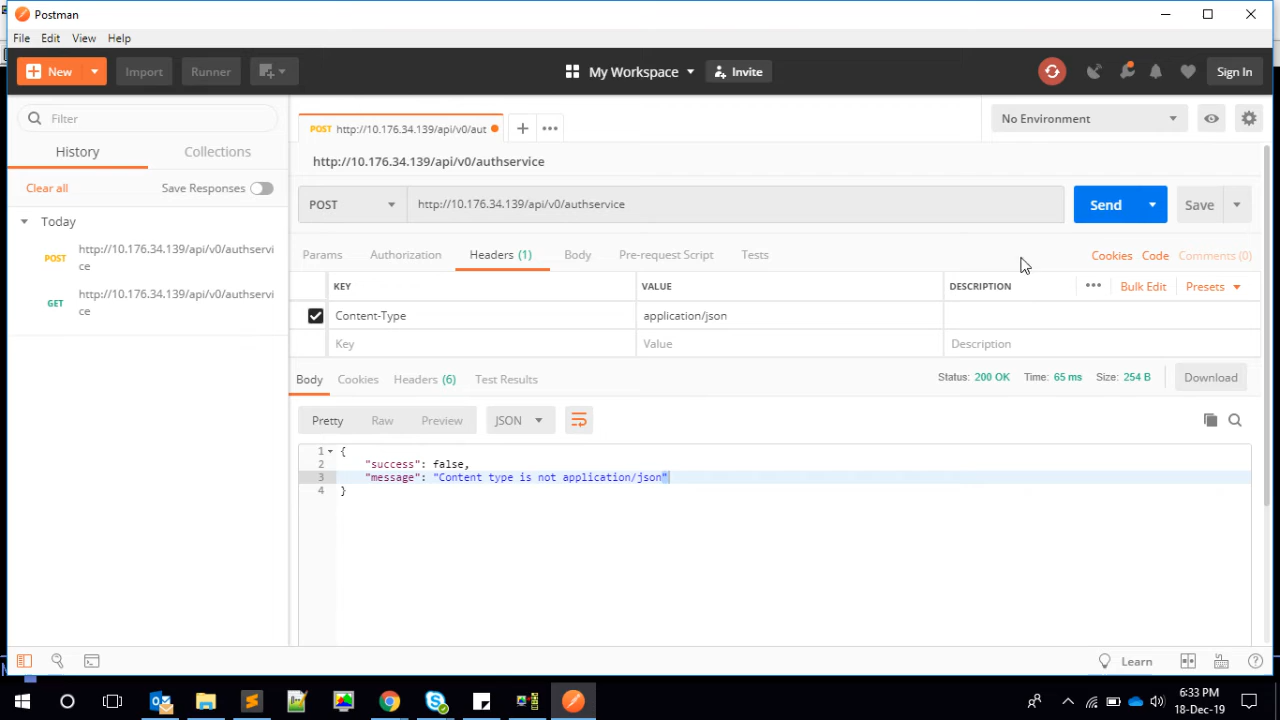 Postman
File Edit View Help
New Import Runner My Workspace Invite Sign In
Filter
History Collections
Clear all Save Responses
Today
POST http://10.176.34.139/api/v0/authservi
ce
GET http://10.176.34.139/api/v0/authservi
ce
POST http://10.176.34.139/api/v0/aut
No Environment
http://10.176.34.139/api/v0/authservice
POST http://10.176.34.139/api/v0/authservice Send Save
Params Authorization Headers (1) Body Pre-request Script Tests Cookies Code Comments (0)
KEY VALUE DESCRIPTION Bulk Edit Presets
Content-Type application/json
Key Value Description
Body Cookies Headers (6) Test Results Status: 200 OK Time: 65 ms Size: 254 B Download
Pretty Raw Preview JSON
1 {
2 "success": false,
3 "message": "Content type is not application/json"
4 }
Learn
6:33 PM
18-Dec-19